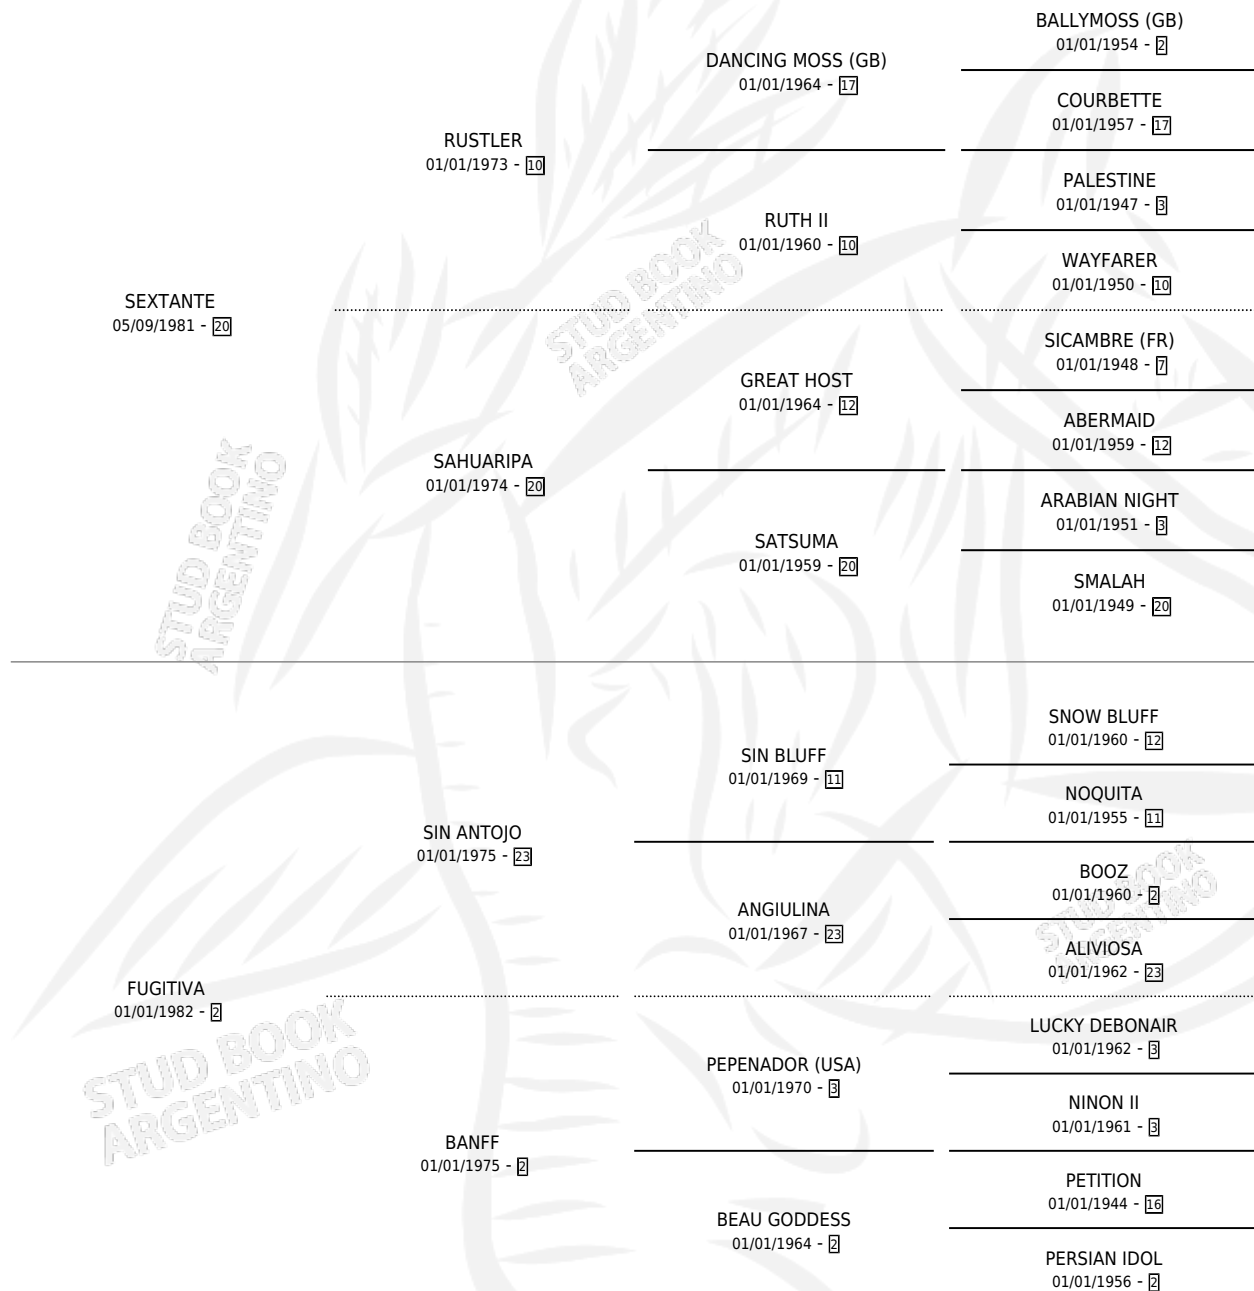 BALLYMOSS (GB)
01/01/1954 - 2
DANCING MOSS (GB)
01/01/1964 - 17
COURBETTE
01/01/1957 - 17
RUSTLER
01/01/1973 - 10
PALESTINE
01/01/1947 - 3
RUTH II
01/01/1960 - 10
WAYFARER
01/01/1950 - 10
SEXTANTE
05/09/1981 - 20
SICAMBRE (FR)
01/01/1948 - 7
GREAT HOST
01/01/1964 - 12
ABERMAID
01/01/1959 - 12
SAHUARIPA
01/01/1974 - 20
ARABIAN NIGHT
01/01/1951 - 3
SATSUMA
01/01/1959 - 20
SMALAH
01/01/1949 - 20
SNOW BLUFF
01/01/1960 - 12
SIN BLUFF
01/01/1969 - 11
NOQUITA
01/01/1955 - 11
SIN ANTOJO
01/01/1975 - 23
BOOZ
01/01/1960 - 2
ANGIULINA
01/01/1967 - 23
ALIVIOSA
01/01/1962 - 23
FUGITIVA
01/01/1982 - 2
LUCKY DEBONAIR
01/01/1962 - 3
PEPENADOR (USA)
01/01/1970 - 3
NINON II
01/01/1961 - 3
BANFF
01/01/1975 - 2
PETITION
01/01/1944 - 16
BEAU GODDESS
01/01/1964 - 2
PERSIAN IDOL
01/01/1956 - 2
STUD BOOK
ARGENTINO
STUD BOOK
ARGENTINO
STUD BOOK
ARGENTINO
STUD BOOK
ARGENTINO